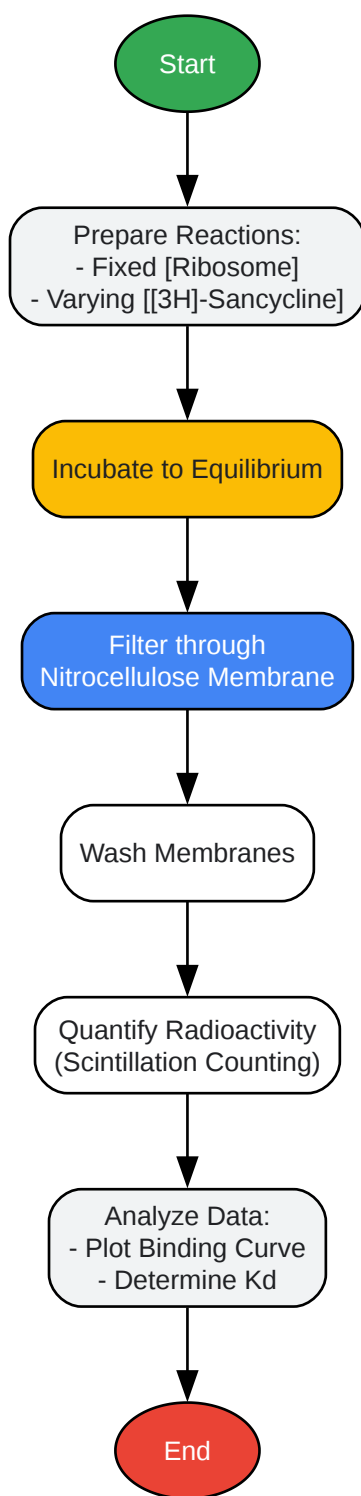 Start
Prepare Reactions:
- Fixed [Ribosome]
- Varying [[3H]-Sancycline]
Incubate to Equilibrium
Filter through
Nitrocellulose Membrane
Wash Membranes
Quantify Radioactivity
(Scintillation Counting)
Analyze Data:
- Plot Binding Curve
- Determine Kd
End